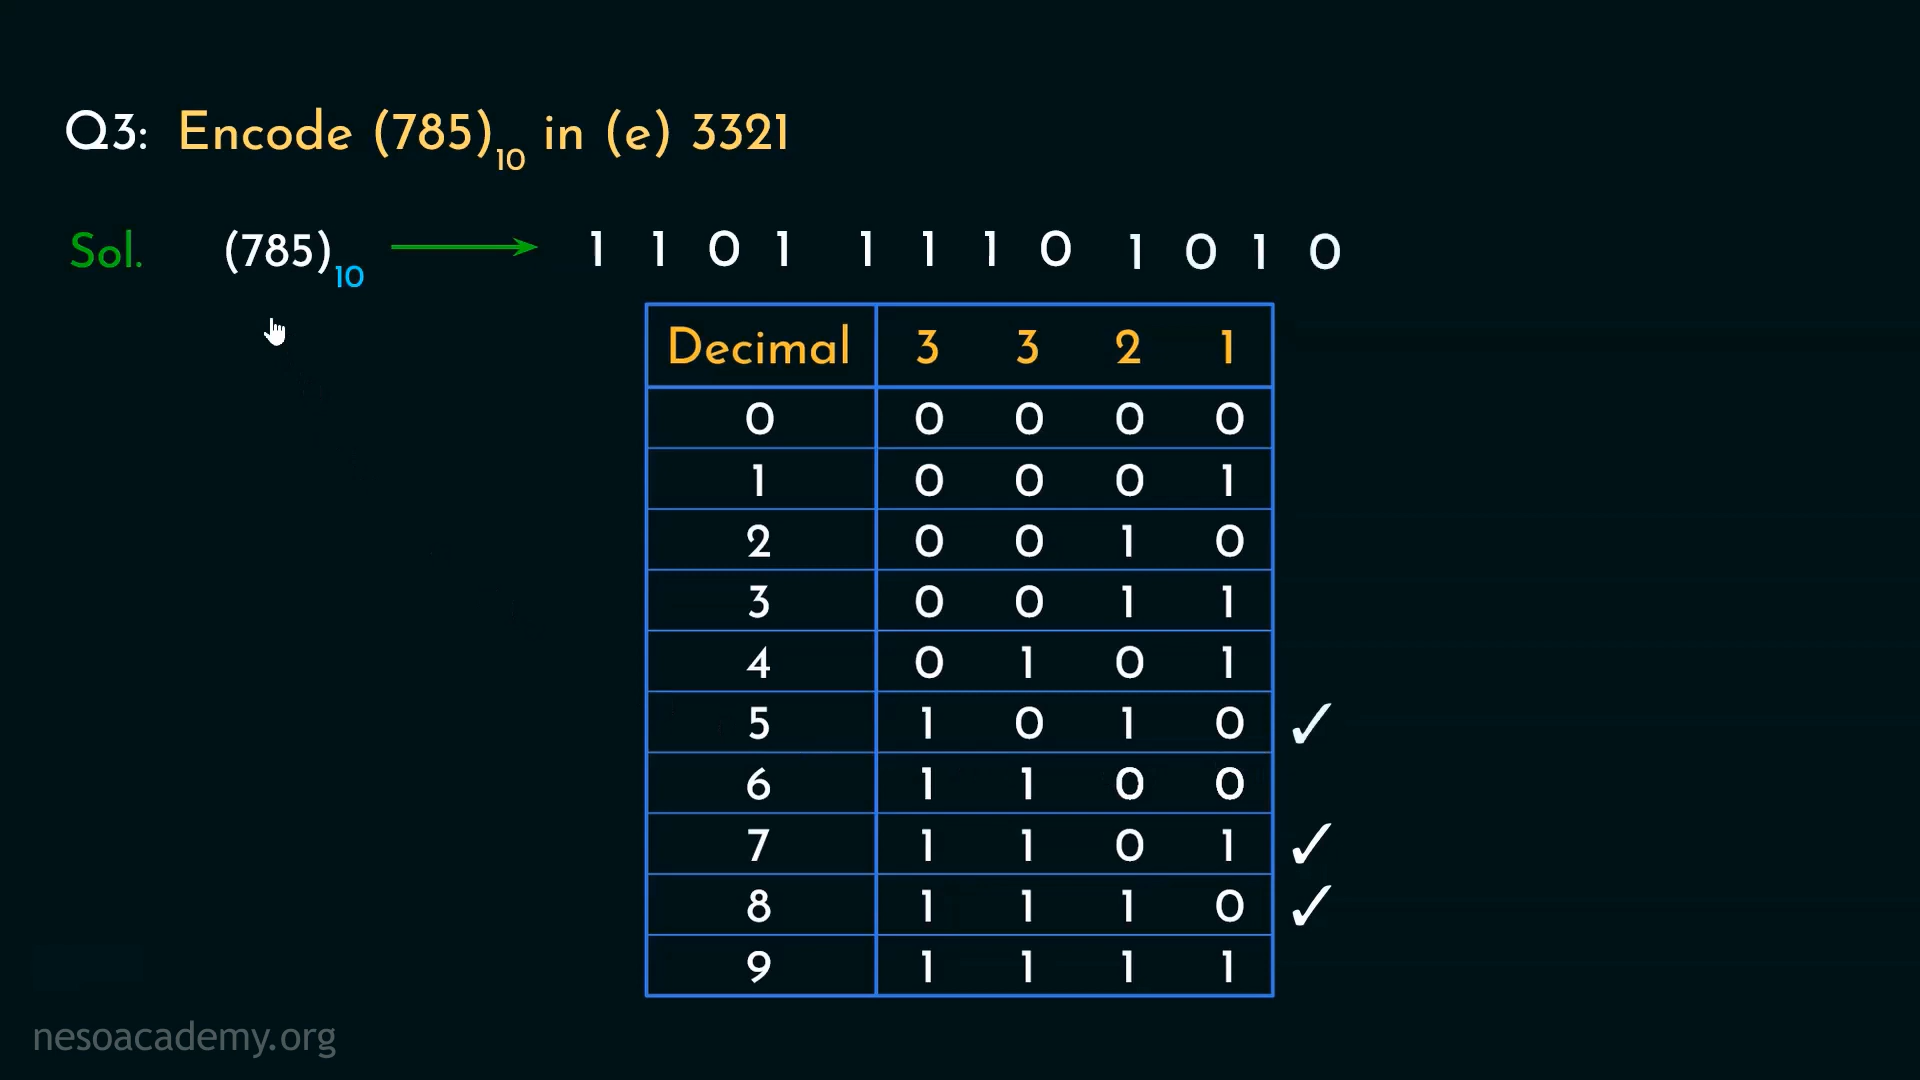 Q3: Encode (785)10 in (e) 3321
Sol. (785)10 → 1 1 0 1 1 1 1 0 1 0 1 0
Decimal 3 3 2 1
0 0 0 0 0
1 0 0 0 1
2 0 0 1 0
3 0 0 1 1
4 0 1 0 1
5 1 0 1 0 ✓
6 1 1 0 0
7 1 1 0 1 ✓
8 1 1 1 0 ✓
9 1 1 1 1
nesoacademy.org